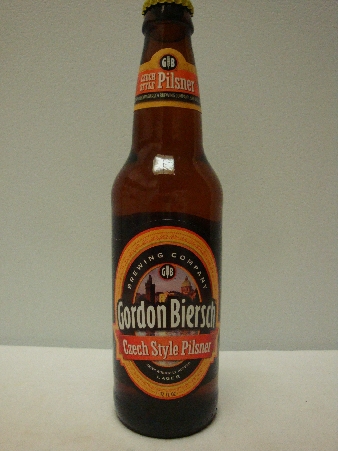 GB
CZECH STYLE Pilsner
BREWING COMPANY
GB
Gordon Biersch
Czech Style Pilsner
LAGER